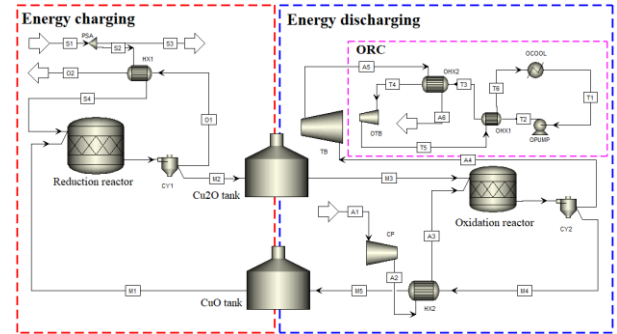 Energy charging
Energy discharging
PSA
S1
S2
S3
O2
HX1
S4
O1
Reduction reactor
CY1
M2
Cu2O tank
CuO tank
M1
ORC
A5
OHX2
OCOOL
T4
T3
T6
T1
OTB
A6
T2
OHX1
OPUMP
T5
TB
A4
M3
Oxidation reactor
CY2
A1
CP
A3
A2
M5
HX2
M4